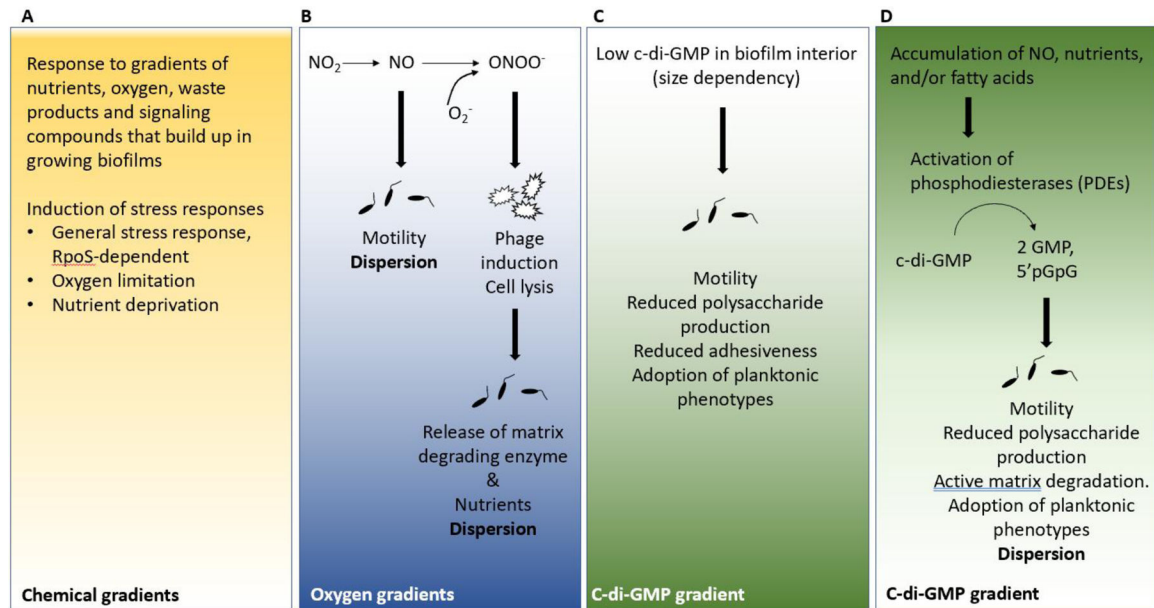 A
Response to gradients of
nutrients, oxygen, waste
products and signaling
compounds that build up in
growing biofilms
Induction of stress responses
• General stress response,
RpoS-dependent
• Oxygen limitation
• Nutrient deprivation
Chemical gradients
B
NO₂ → NO → ONOO⁻
O₂⁻
Motility
Dispersion
Phage
induction
Cell lysis
Release of matrix
degrading enzyme
&
Nutrients
Dispersion
Oxygen gradients
C
Low c-di-GMP in biofilm interior
(size dependency)
Motility
Reduced polysaccharide
production
Reduced adhesiveness
Adoption of planktonic
phenotypes
C-di-GMP gradient
D
Accumulation of NO, nutrients,
and/or fatty acids
Activation of
phosphodiesterases (PDEs)
c-di-GMP
2 GMP,
5'pGpG
Motility
Reduced polysaccharide
production
Active matrix degradation.
Adoption of planktonic
phenotypes
Dispersion
C-di-GMP gradient